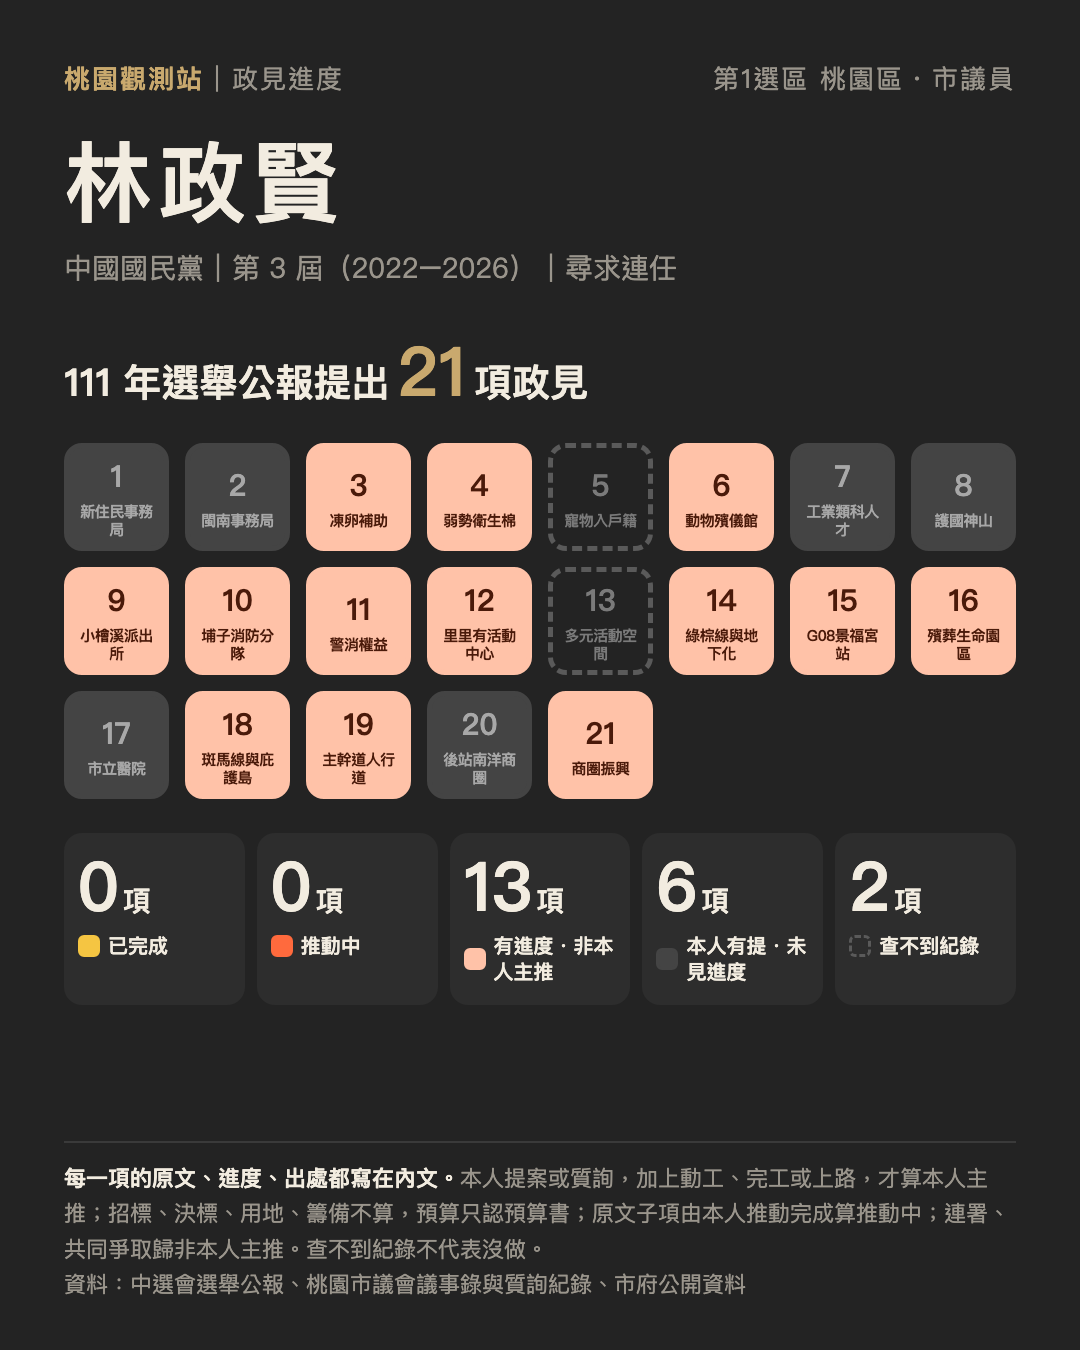 桃園觀測站｜政見進度
第1選區 桃園區・市議員
林政賢
中國國民黨｜第 3 屆（2022—2026）｜尋求連任
111 年選舉公報提出 21 項政見
1
新住民事務
局
2
閩南事務局
3
凍卵補助
4
弱勢衛生棉
5
寵物入戶籍
6
動物殯儀館
7
工業類科人
才
8
護國神山
9
小檜溪派出
所
10
埔子消防分
隊
11
警消權益
12
里里有活動
中心
13
多元活動空
間
14
綠棕線與地
下化
15
G08景福宮
站
16
殯葬生命園
區
17
市立醫院
18
斑馬線與庇
護島
19
主幹道人行
道
20
後站南洋商
圈
21
商圈振興
0項
已完成
0項
推動中
13項
有進度・非本
人主推
6項
本人有提・未
見進度
2項
查不到紀錄
每一項的原文、進度、出處都寫在內文。本人提案或質詢，加上動工、完工或上路，才算本人主
推；招標、決標、用地、籌備不算，預算只認預算書；原文子項由本人推動完成算推動中；連署、
共同爭取歸非本人主推。查不到紀錄不代表沒做。
資料：中選會選舉公報、桃園市議會議事錄與質詢紀錄、市府公開資料